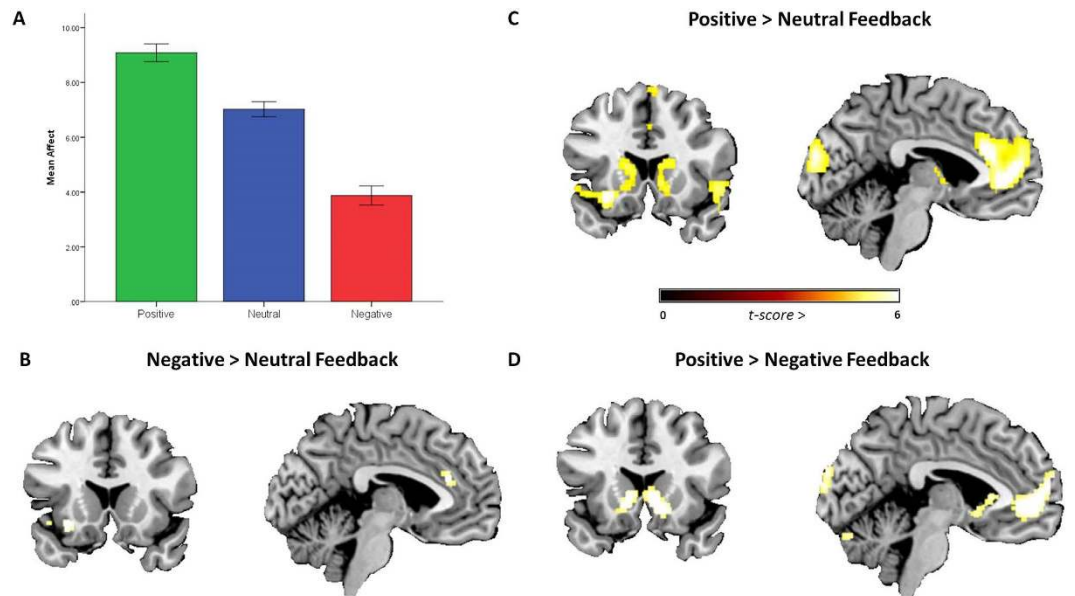 A
10.00
8.00
6.00
4.00
2.00
.00
Mean Affect
Positive Neutral Negative
C
Positive > Neutral Feedback
0 t-score > 6
B
Negative > Neutral Feedback
D
Positive > Negative Feedback